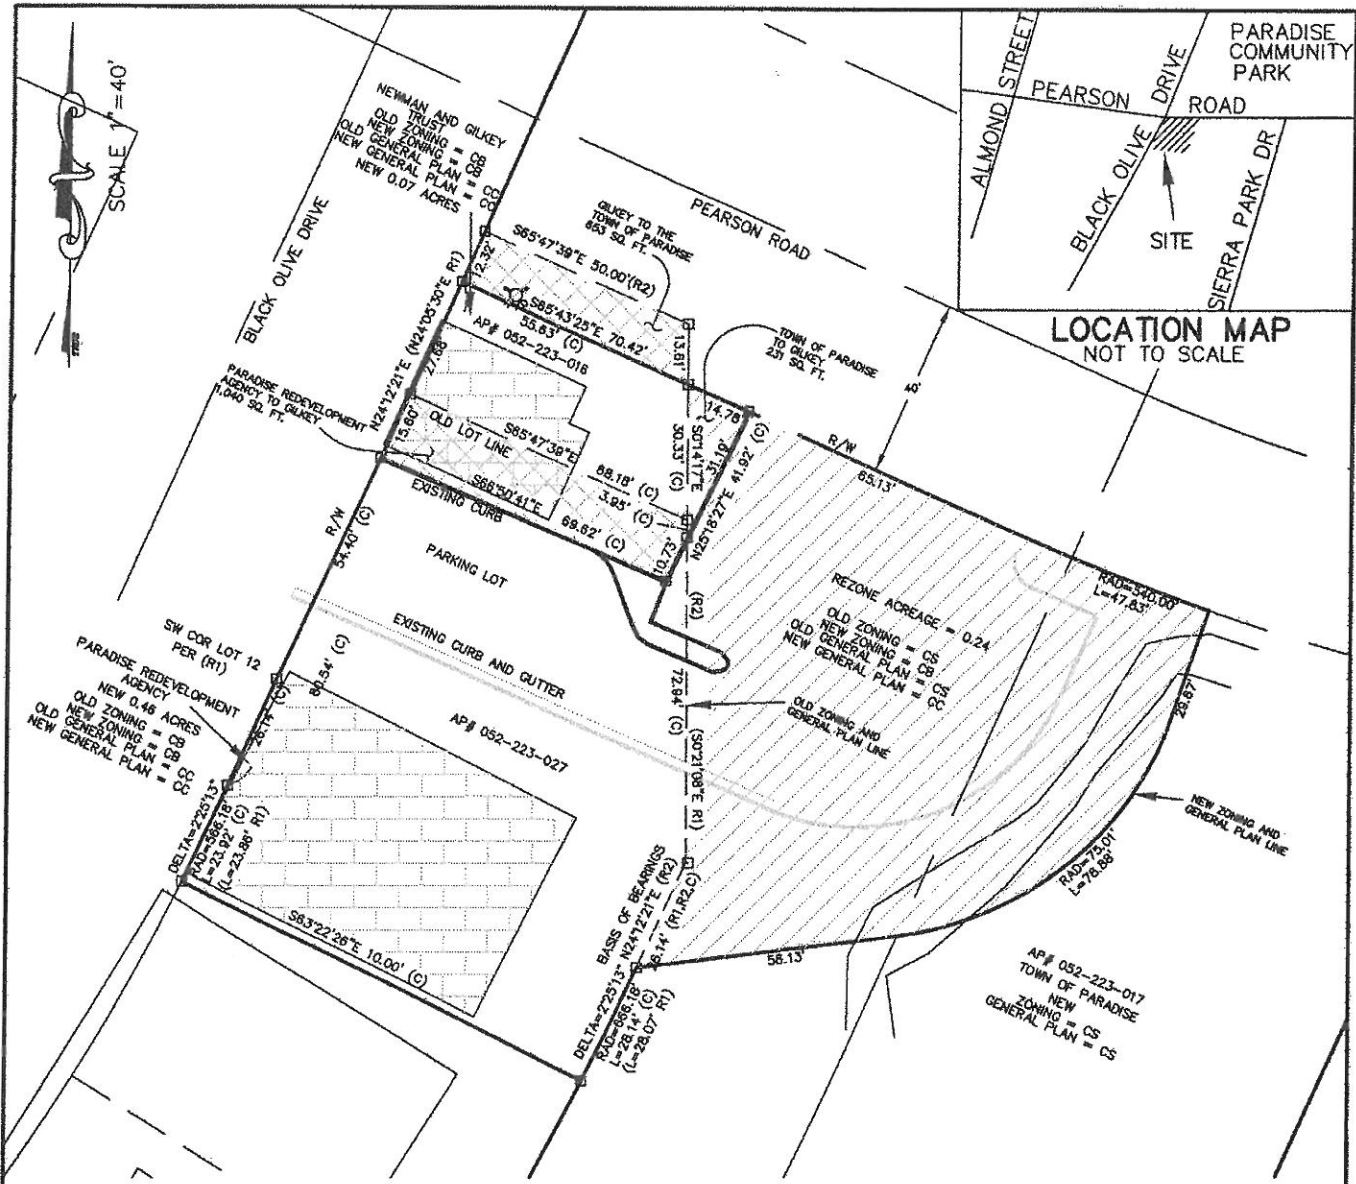 SCALE 1"=40'
NEWMAN AND GILKEY
TRUST
OLD ZONING = CB
NEW ZONING = CB
OLD GENERAL PLAN = CC
NEW GENERAL PLAN = CC
NEW 0.07 ACRES
BLACK OLIVE DRIVE
GILKEY TO THE
TOWN OF PARADISE
853 SQ. FT.
PEARSON ROAD
ALMOND STREET
PEARSON
ROAD
BLACK OLIVE
DRIVE
PARADISE
COMMUNITY
PARK
SIERRA PARK DR
SITE
LOCATION MAP
NOT TO SCALE
S65°47'39"E 50.00'(R2)
12.32'
S65°43'25"E 70.42'
55.63' (C)
13.61'
AP# 052-223-016
N24°12'21"E (N24°05'30"E R1)
27.68'
TOWN OF PARADISE
TO GILKEY
231 SQ. FT.
40'
14.78'
PARADISE REDEVELOPMENT
AGENCY TO GILKEY
1,040 SQ. FT.
15.60'
OLD LOT LINE
S65°47'39"E
68.18' (C)
3.95' (C)
S0°14'17"E
30.33' (C)
31.19'
N25°18'27"E 41.92' (C)
R/W
65.13'
S66°50'41"E
69.62' (C)
EXISTING CURB
10.73'
R/W
54.40' (C)
PARKING LOT
(R2)
REZONE ACREAGE = 0.24
OLD ZONING = CS
NEW ZONING = CB
OLD GENERAL PLAN = CS
NEW GENERAL PLAN = CC
RAD=540.00'
L=47.83'
EXISTING CURB AND GUTTER
SW COR LOT 12
PER (R1)
PARADISE REDEVELOPMENT
AGENCY
NEW 0.46 ACRES
OLD ZONING = CB
NEW ZONING = CB
OLD GENERAL PLAN = CC
NEW GENERAL PLAN = CC
80.54' (C)
26.14' (C)
AP# 052-223-027
72.94' (C)
(S0°21'08"E R1)
OLD ZONING AND
GENERAL PLAN LINE
29.67'
NEW ZONING AND
GENERAL PLAN LINE
RAD=75.01'
L=78.88'
DELTA=2°25'13"
RAD=566.18'
L=23.92' (C)
(L=23.86' R1)
S63°22'26"E 10.00' (C)
BASIS OF BEARINGS
N24°12'21"E (R2)
26.14' (R1,R2,C)
58.13'
DELTA=2°25'13"
RAD=666.18'
L=28.14' (C)
(L=28.07' R1)
AP# 052-223-017
TOWN OF PARADISE
NEW
ZONING = CS
GENERAL PLAN = CS